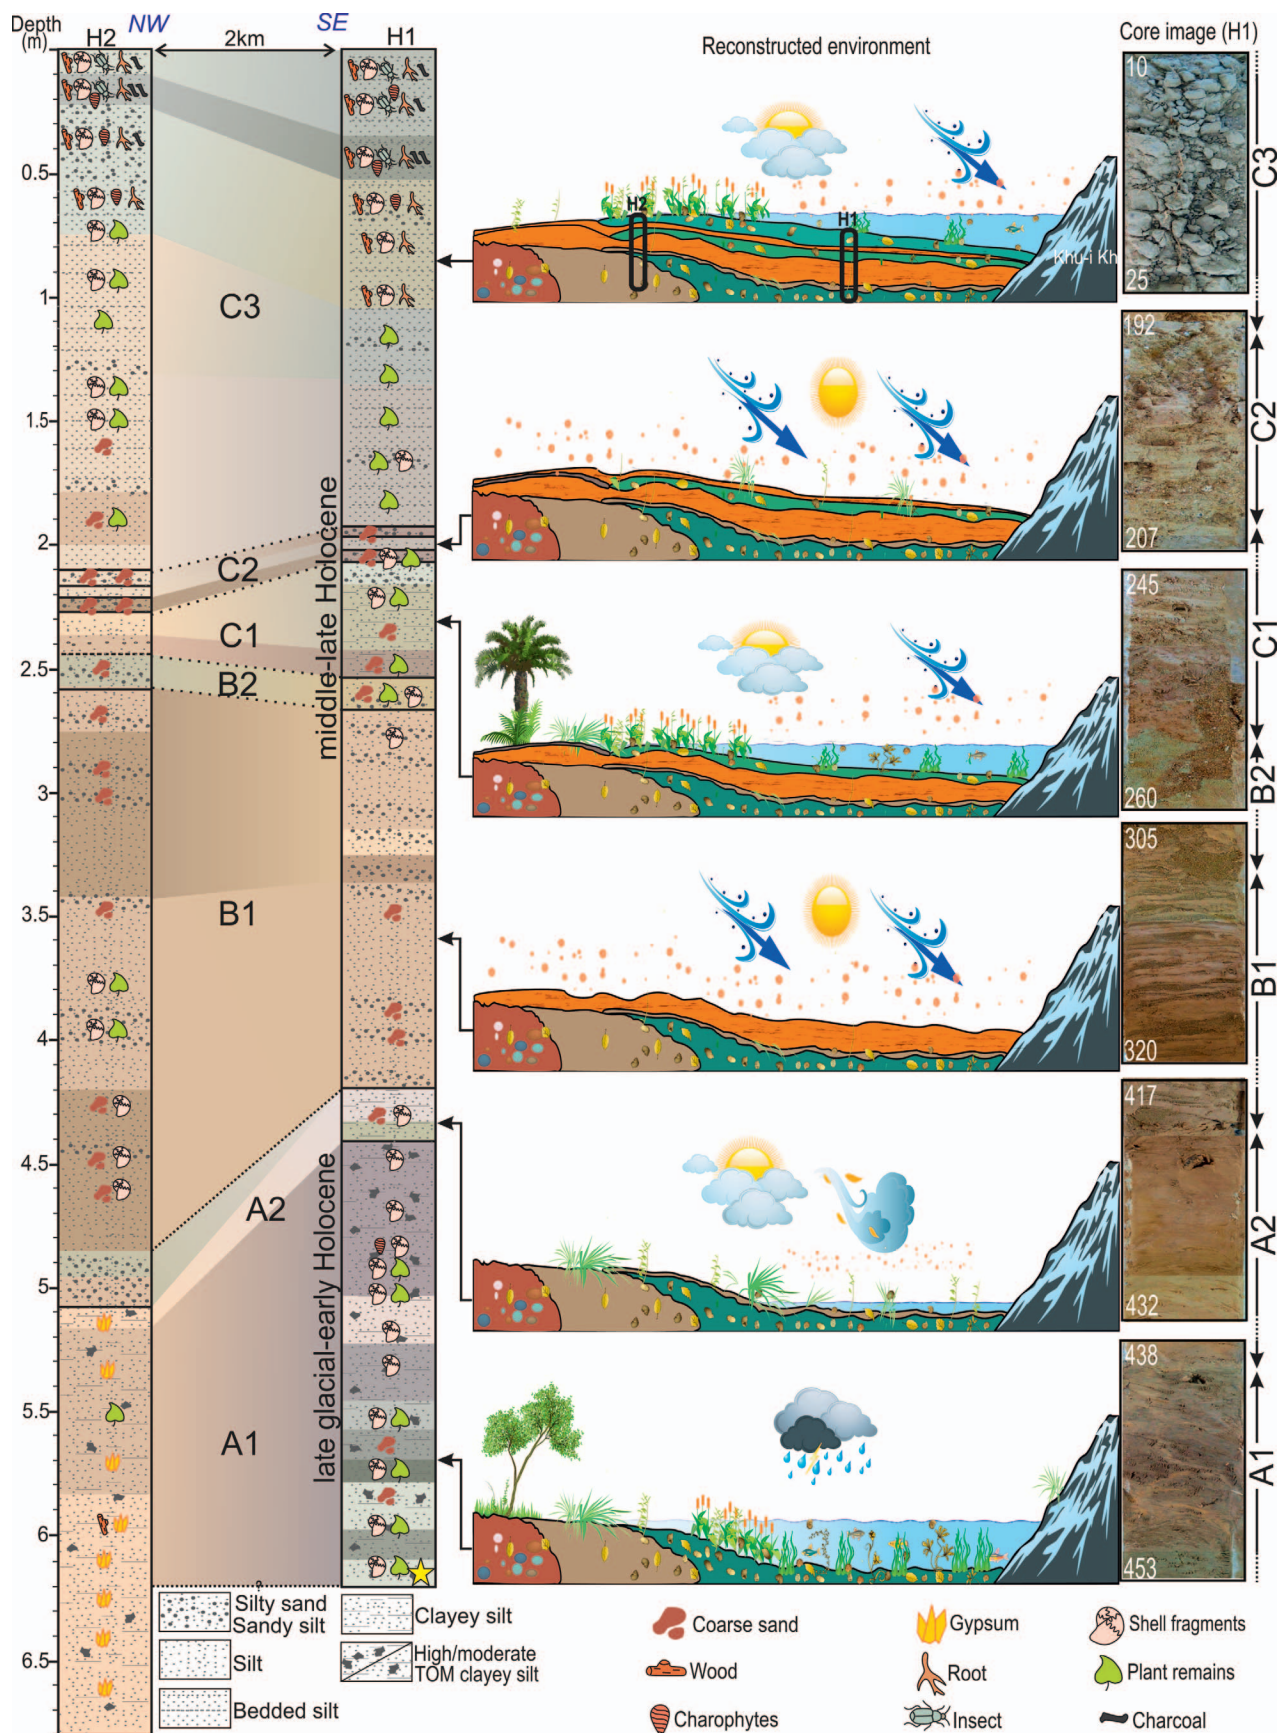 Depth
(m)
NW
SE
H2
2km
H1
Reconstructed environment
Core image (H1)
0.5
1
1.5
2
2.5
3
3.5
4
4.5
5
5.5
6
6.5
C3
C2
C1
B2
B1
A2
A1
middle-late Holocene
late glacial-early Holocene
H2
H1
Khu-i Kh
10
25
C3
192
207
C2
245
260
C1
B2
305
320
B1
417
432
A2
438
453
A1
?
Silty sand
Sandy silt
Silt
Bedded silt
Clayey silt
High/moderate
TOM clayey silt
Coarse sand
Wood
Charophytes
Gypsum
Root
Insect
Shell fragments
Plant remains
Charcoal